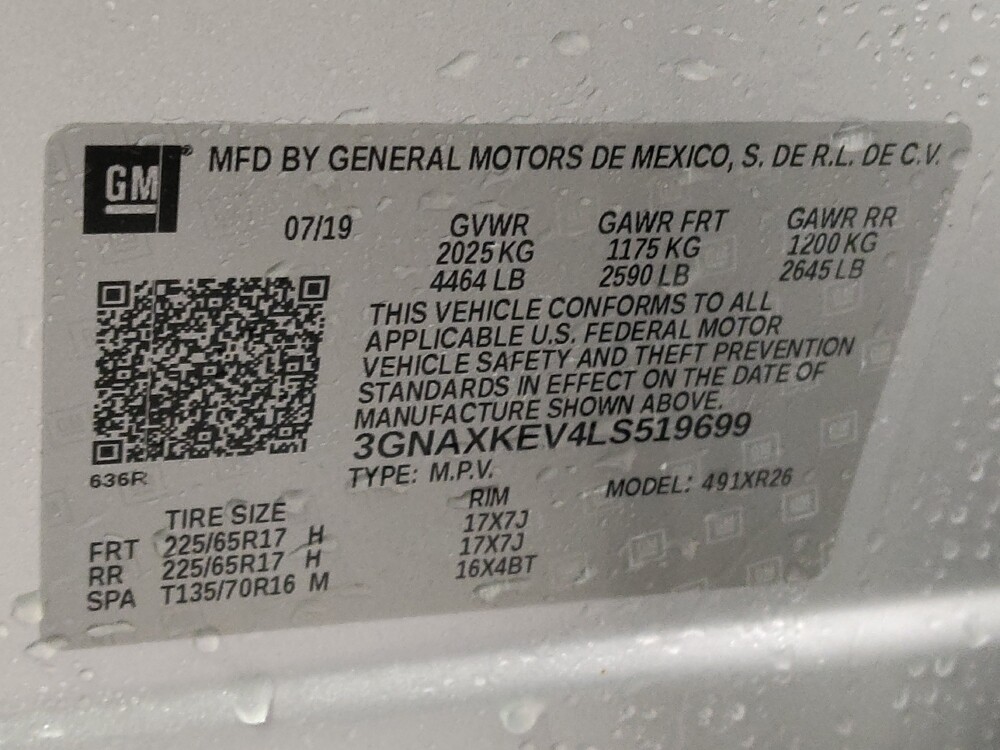 GM® MFD BY GENERAL MOTORS DE MEXICO, S. DE R.L. DE C.V.
07/19 GVWR GAWR FRT GAWR RR
2025 KG 1175 KG 1200 KG
4464 LB 2590 LB 2645 LB
THIS VEHICLE CONFORMS TO ALL
APPLICABLE U.S. FEDERAL MOTOR
VEHICLE SAFETY AND THEFT PREVENTION
STANDARDS IN EFFECT ON THE DATE OF
MANUFACTURE SHOWN ABOVE.
3GNAXKEV4LS519699
636R TYPE: M.P.V. MODEL: 491XR26
TIRE SIZE RIM
FRT 225/65R17 H 17X7J
RR 225/65R17 H 17X7J
SPA T135/70R16 M 16X4BT